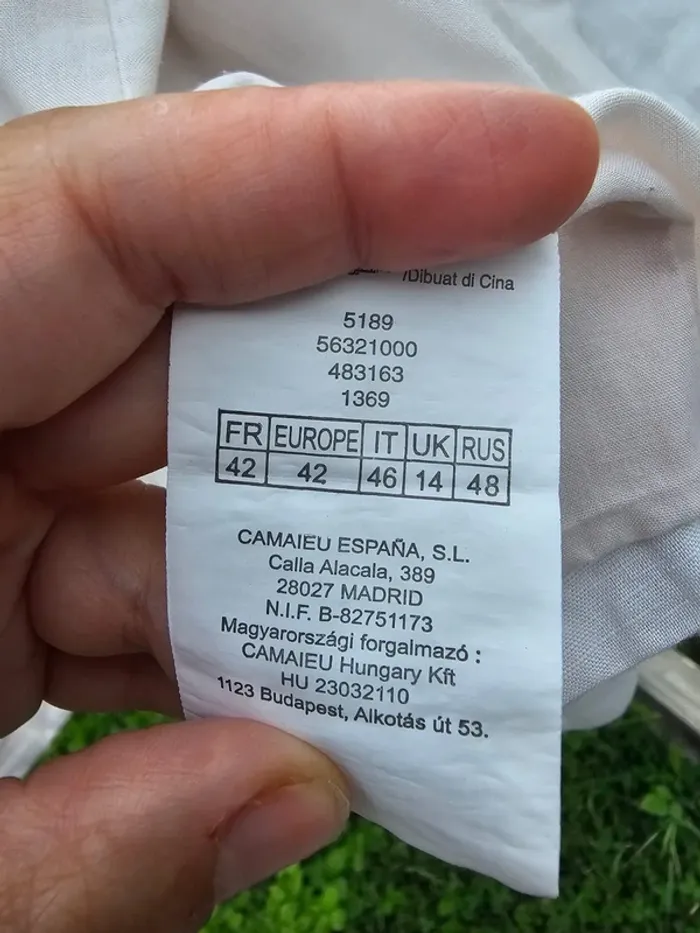 /Dibuat di Cina
5189
56321000
483163
1369
FR EUROPE IT UK RUS
42 42 46 14 48
CAMAIEU ESPAÑA, S.L.
Calla Alacala, 389
28027 MADRID
N.I.F. B-82751173
Magyarországi forgalmazó :
CAMAIEU Hungary Kft
HU 23032110
1123 Budapest, Alkotás út 53.